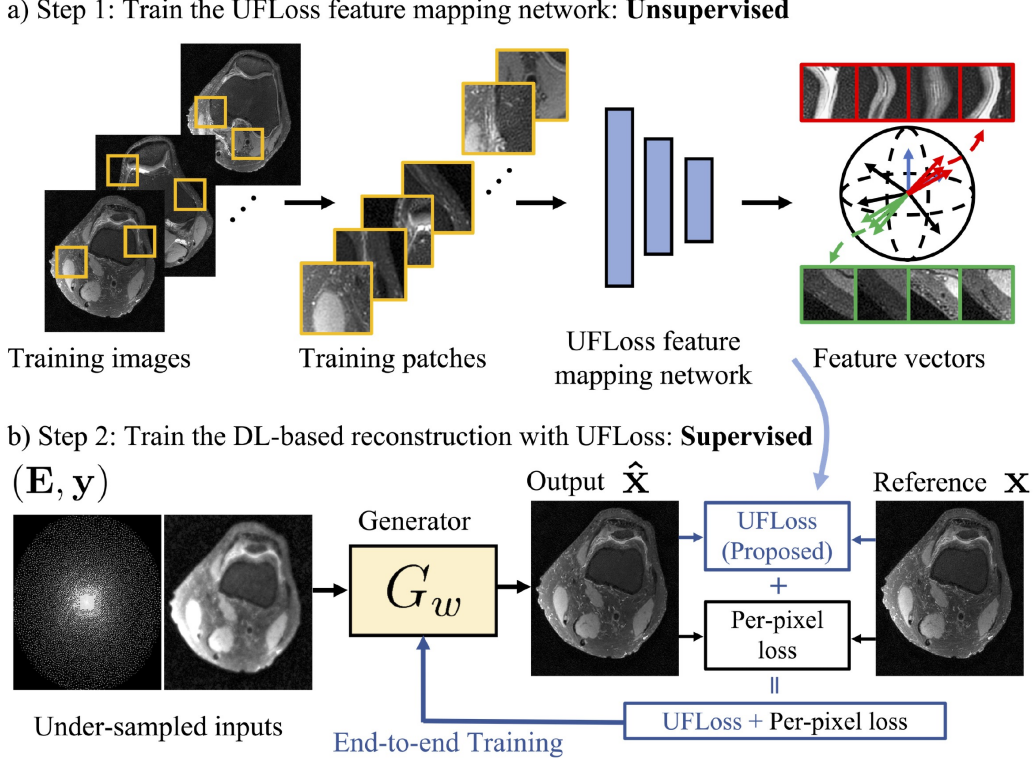 a) Step 1: Train the UFLoss feature mapping network: Unsupervised
Training images
Training patches
UFLoss feature
mapping network
Feature vectors
b) Step 2: Train the DL-based reconstruction with UFLoss: Supervised
(E, y)
Generator
Output x̂
Reference x
UFLoss
(Proposed)
+
G_w
Per-pixel
loss
=
Under-sampled inputs
UFLoss + Per-pixel loss
End-to-end Training